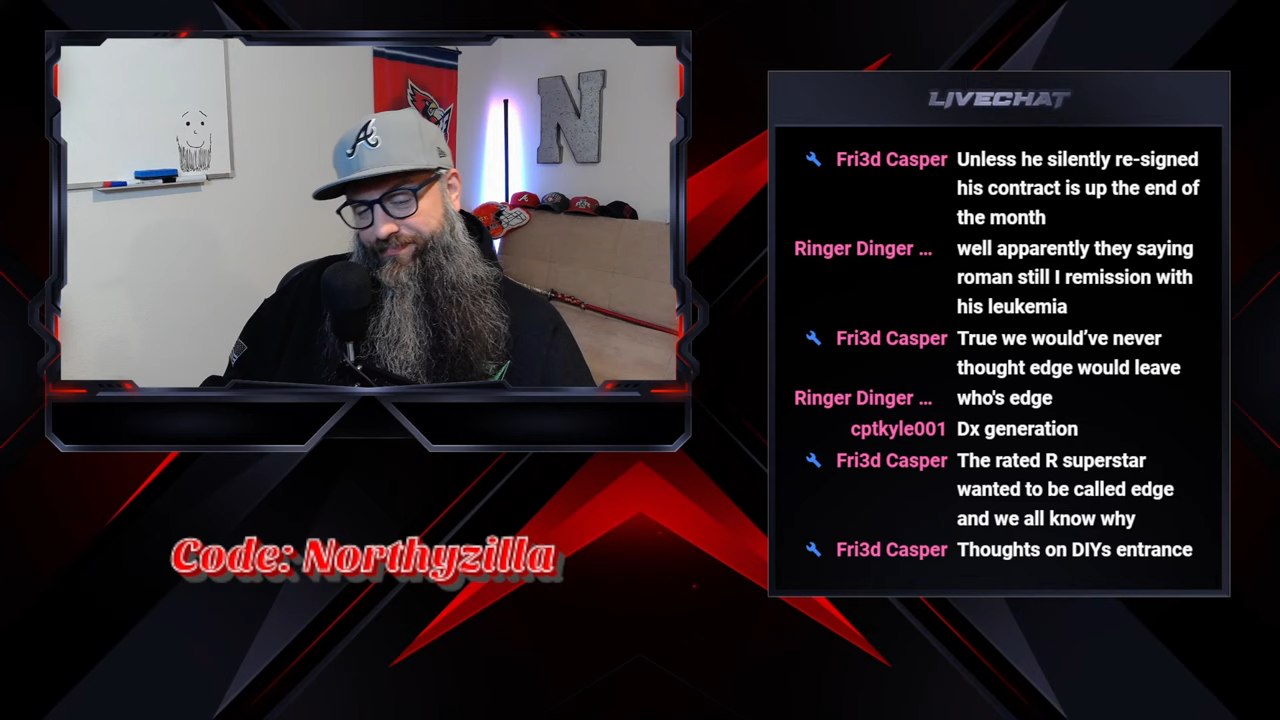 A
N
LIVECHAT
Fri3d Casper Unless he silently re-signed
his contract is up the end of
the month
Ringer Dinger ... well apparently they saying
roman still I remission with
his leukemia
Fri3d Casper True we would've never
thought edge would leave
Ringer Dinger ... who's edge
cptkyle001 Dx generation
Fri3d Casper The rated R superstar
wanted to be called edge
and we all know why
Fri3d Casper Thoughts on DIYs entrance
Code: Northyzilla